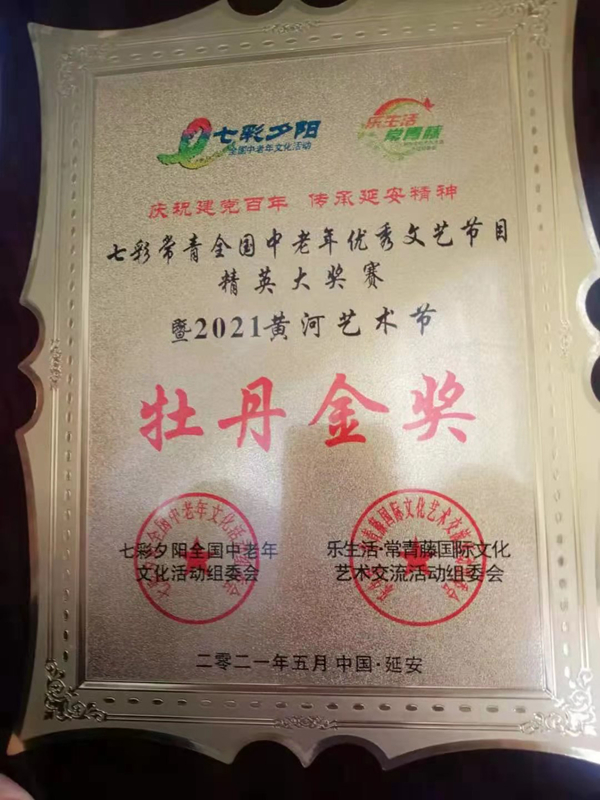 七彩夕阳
全国中老年文化活动
乐生活
常青藤
庆祝建党百年 传承延安精神
七彩常青全国中老年优秀文艺节目
精英大奖赛
暨2021黄河艺术节
牡丹金奖
七彩夕阳全国中老年
文化活动组委会
乐生活·常青藤国际文化
艺术交流活动组委会
二零二一年五月 中国·延安